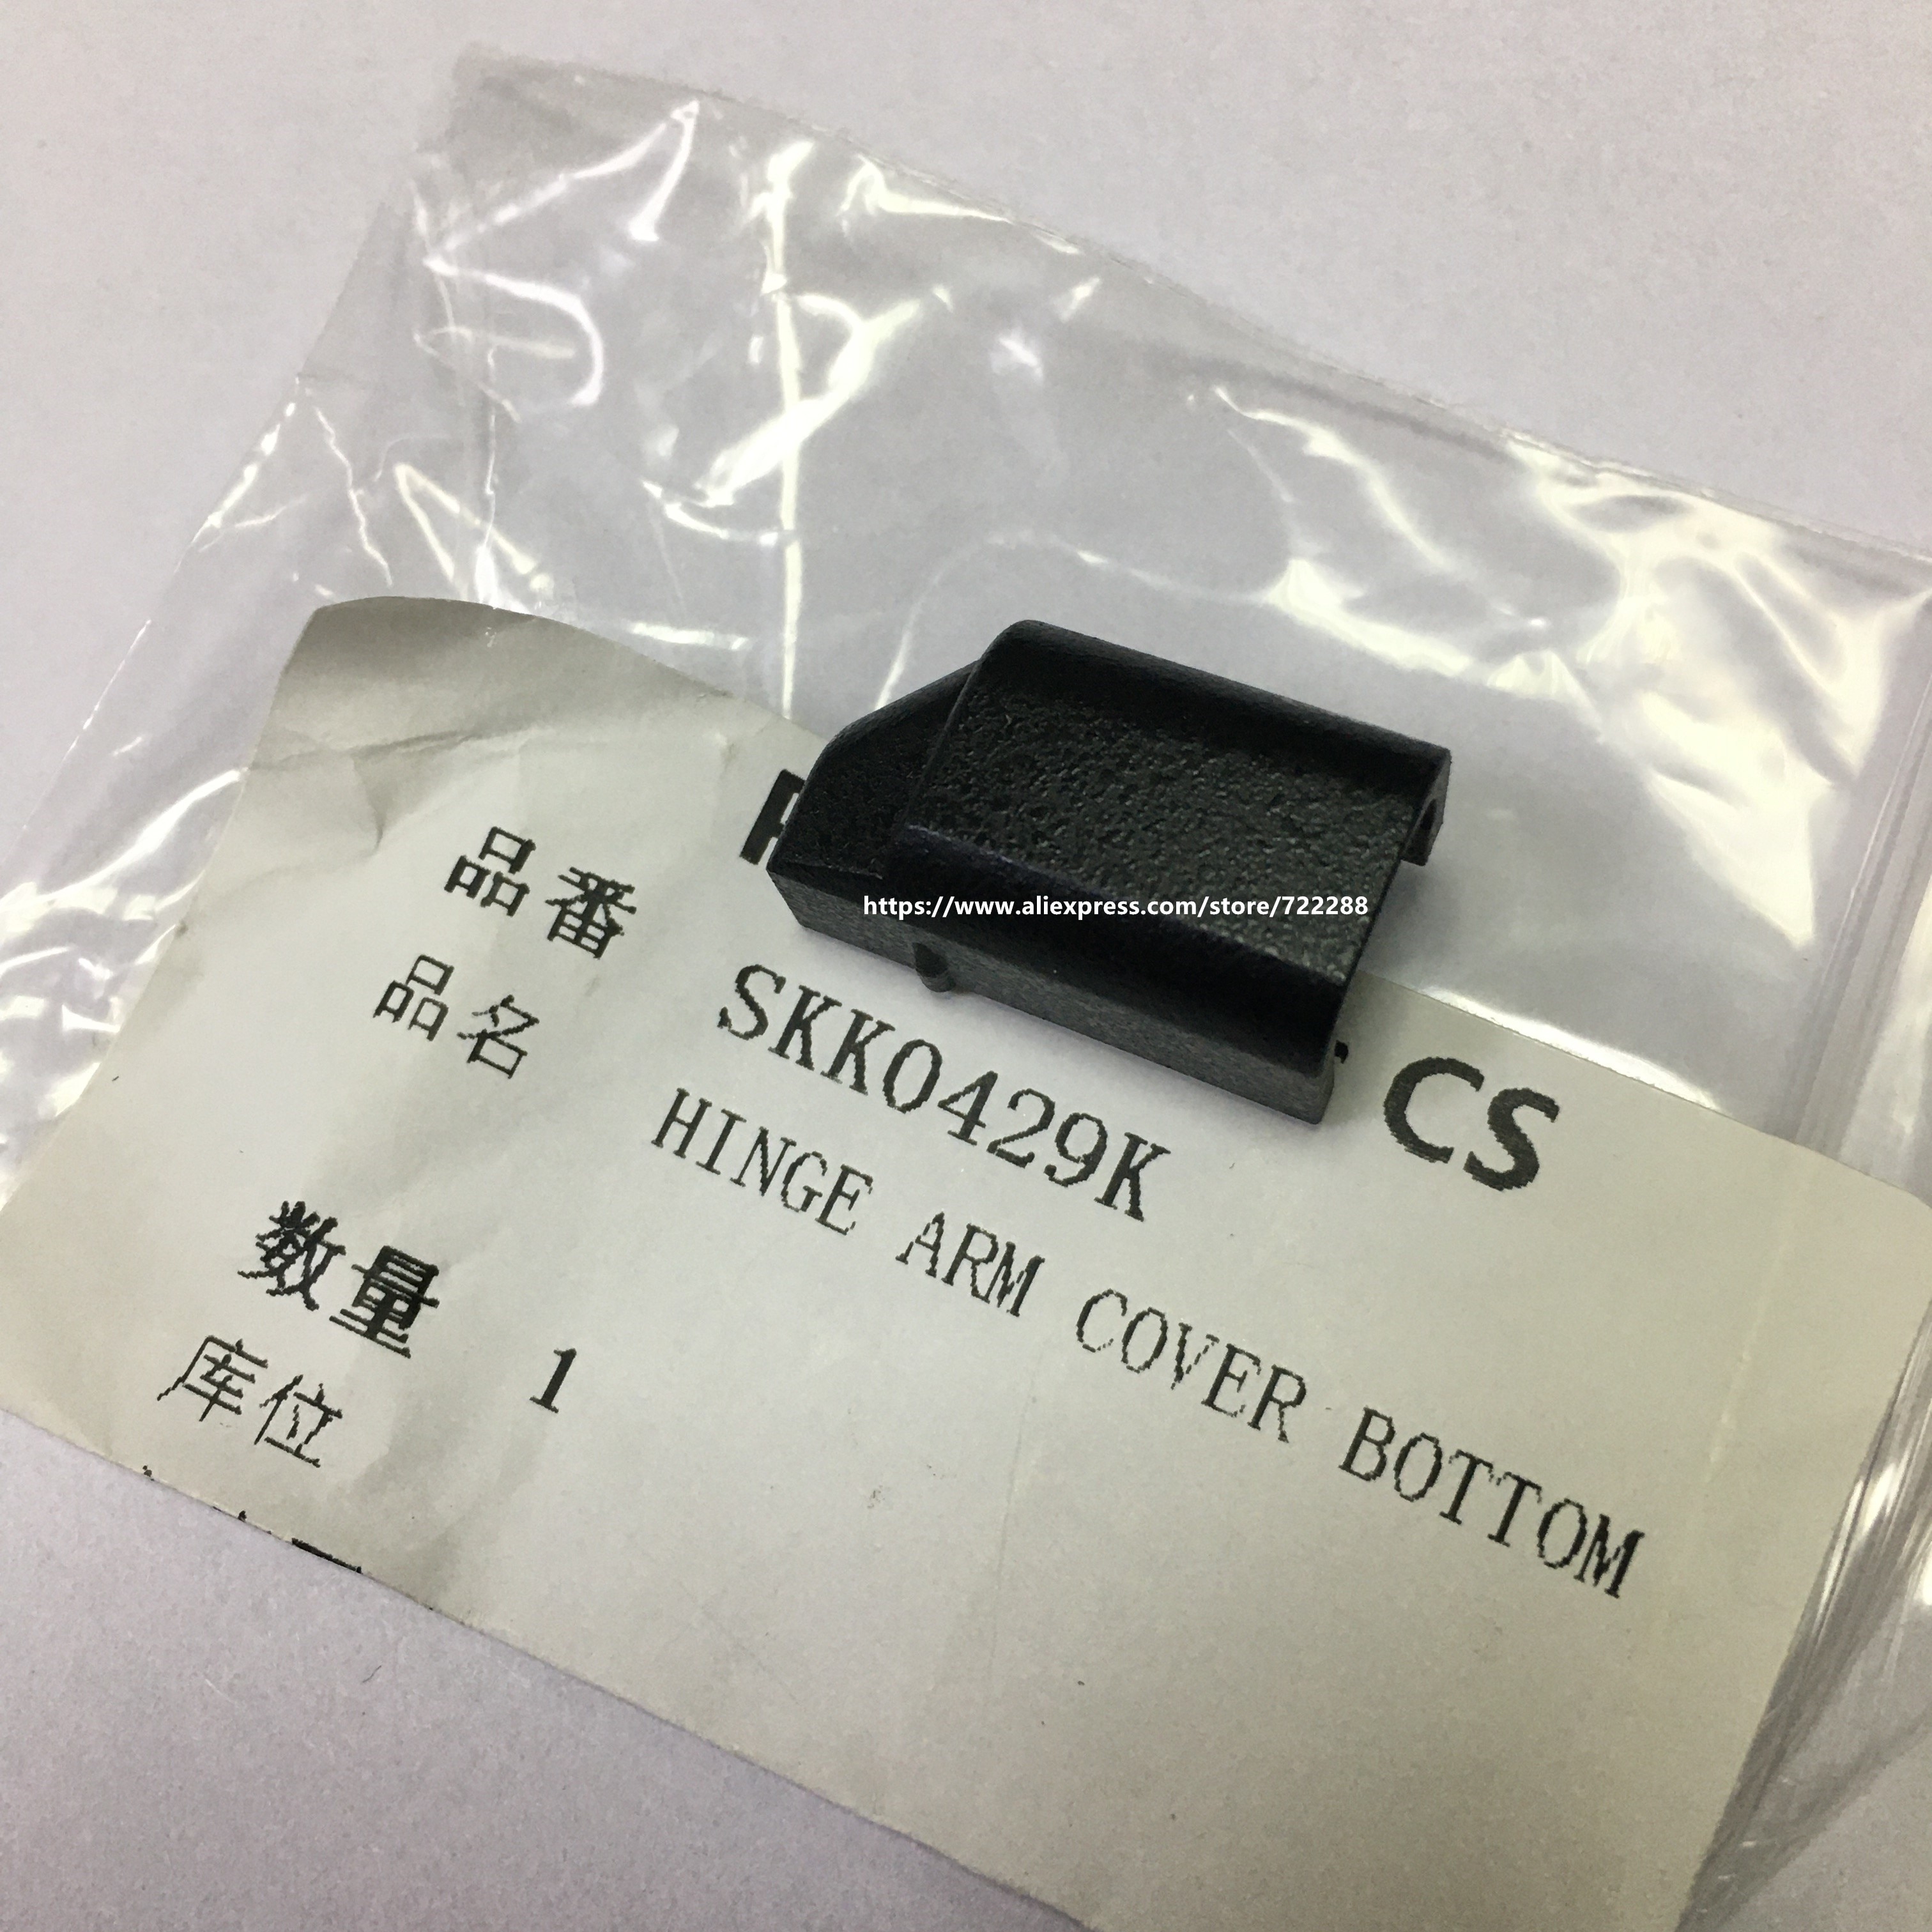 CS
品番 SKK0429K
品名 HINGE ARM COVER BOTTOM
数量 1
库位
https://www.aliexpress.com/store/722288